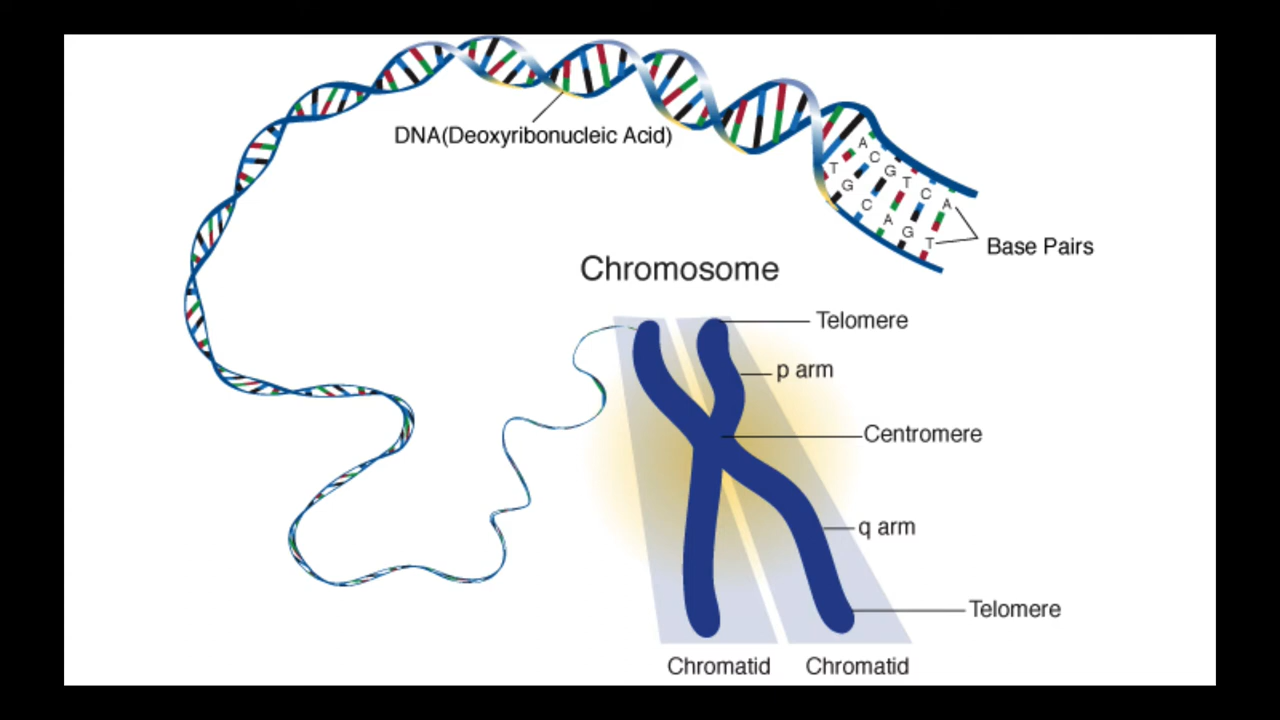 DNA(Deoxyribonucleic Acid)
A C G T C A
T G C A G T
Base Pairs
Chromosome
Telomere
p arm
Centromere
q arm
Telomere
Chromatid Chromatid